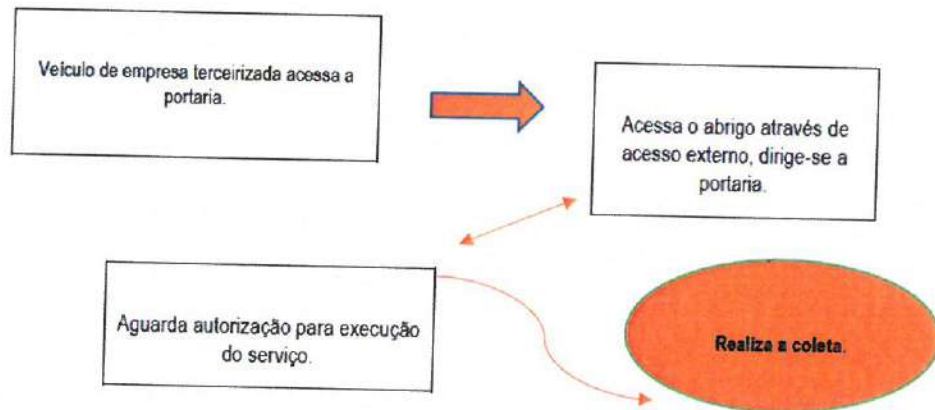 Veículo de empresa terceirizada acessa a
portaria.
Acessa o abrigo através de
acesso externo, dirige-se a
portaria.
Aguarda autorização para execução
do serviço.
Realiza a coleta.